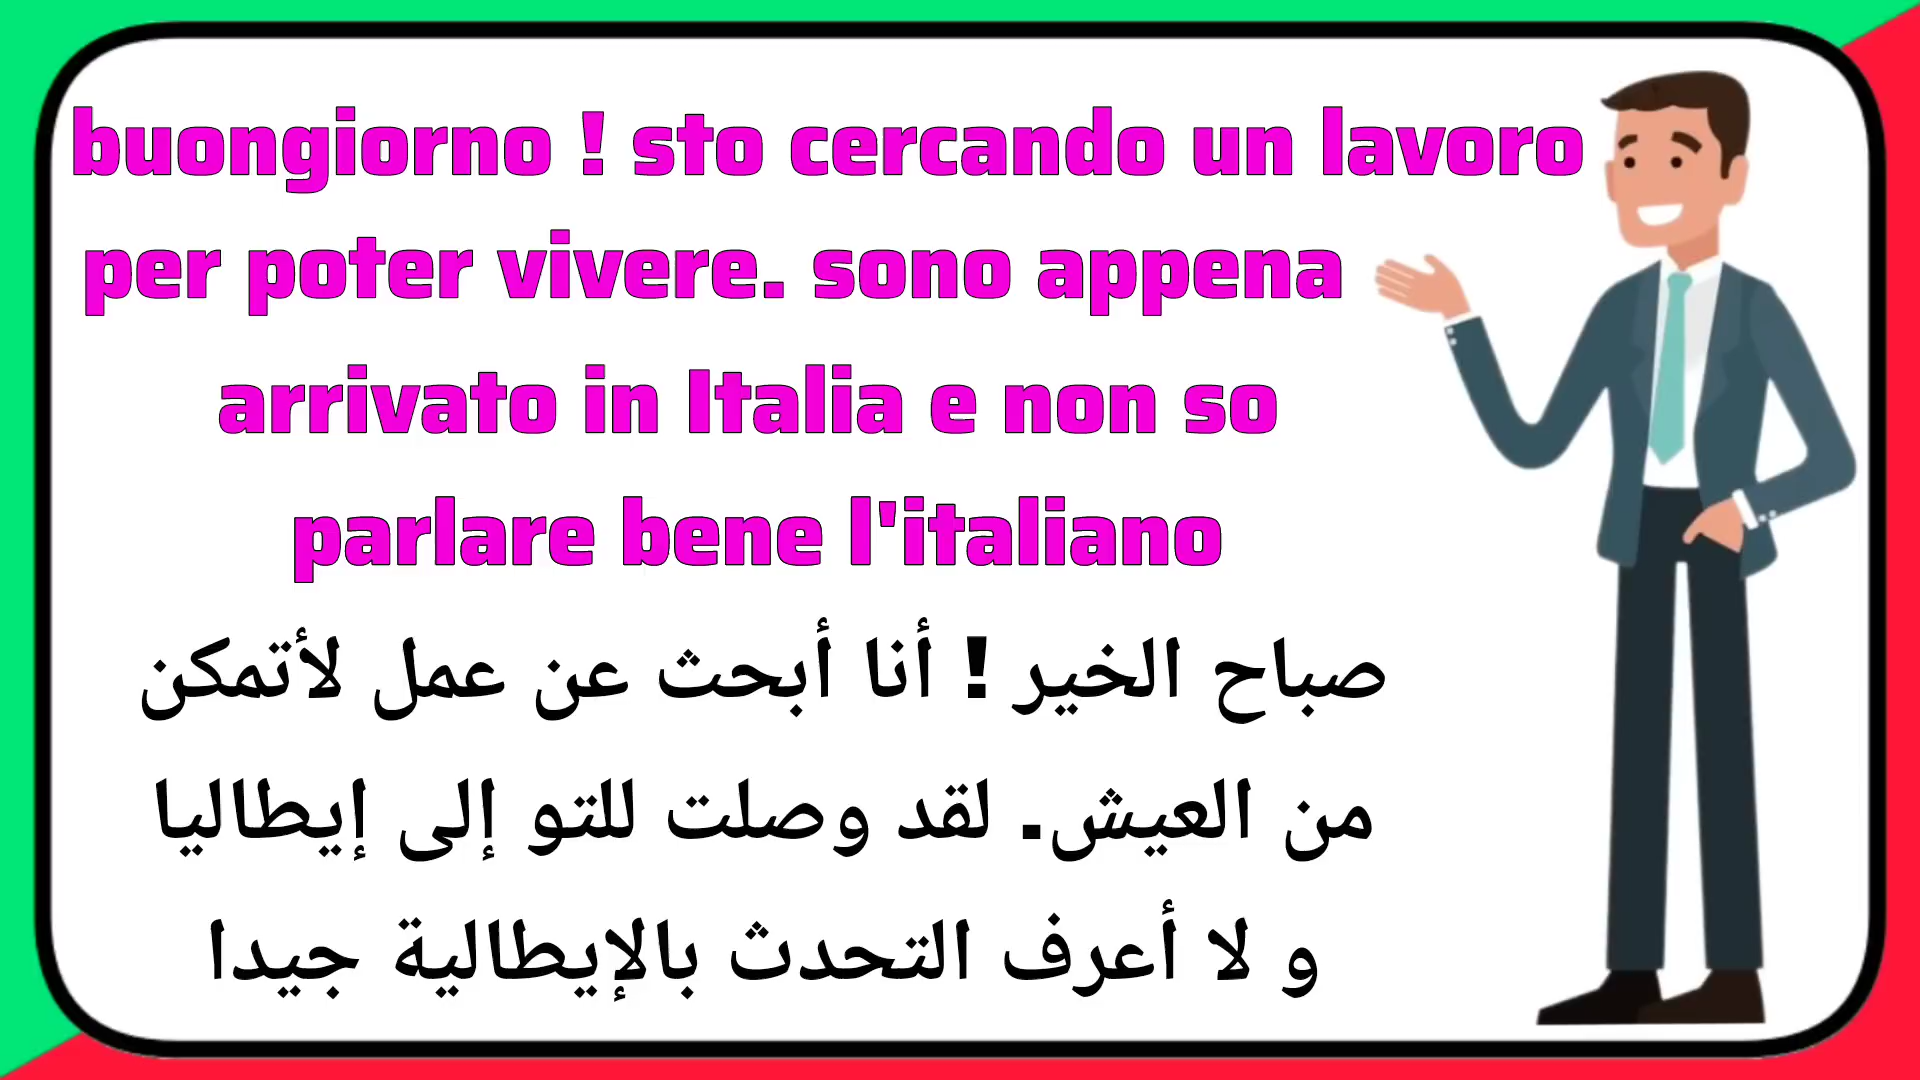 buongiorno ! sto cercando un lavoro
per poter vivere. sono appena
arrivato in Italia e non so
parlare bene l'italiano
صباح الخير ! أنا أبحث عن عمل لأتمكن
من العيش. لقد وصلت للتو إلى إيطاليا
و لا أعرف التحدث بالإيطالية جيدا